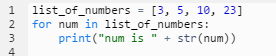 1 list_of_numbers = [3, 5, 10, 23]
2 for num in list_of_numbers:
3     print("num is " + str(num))
4